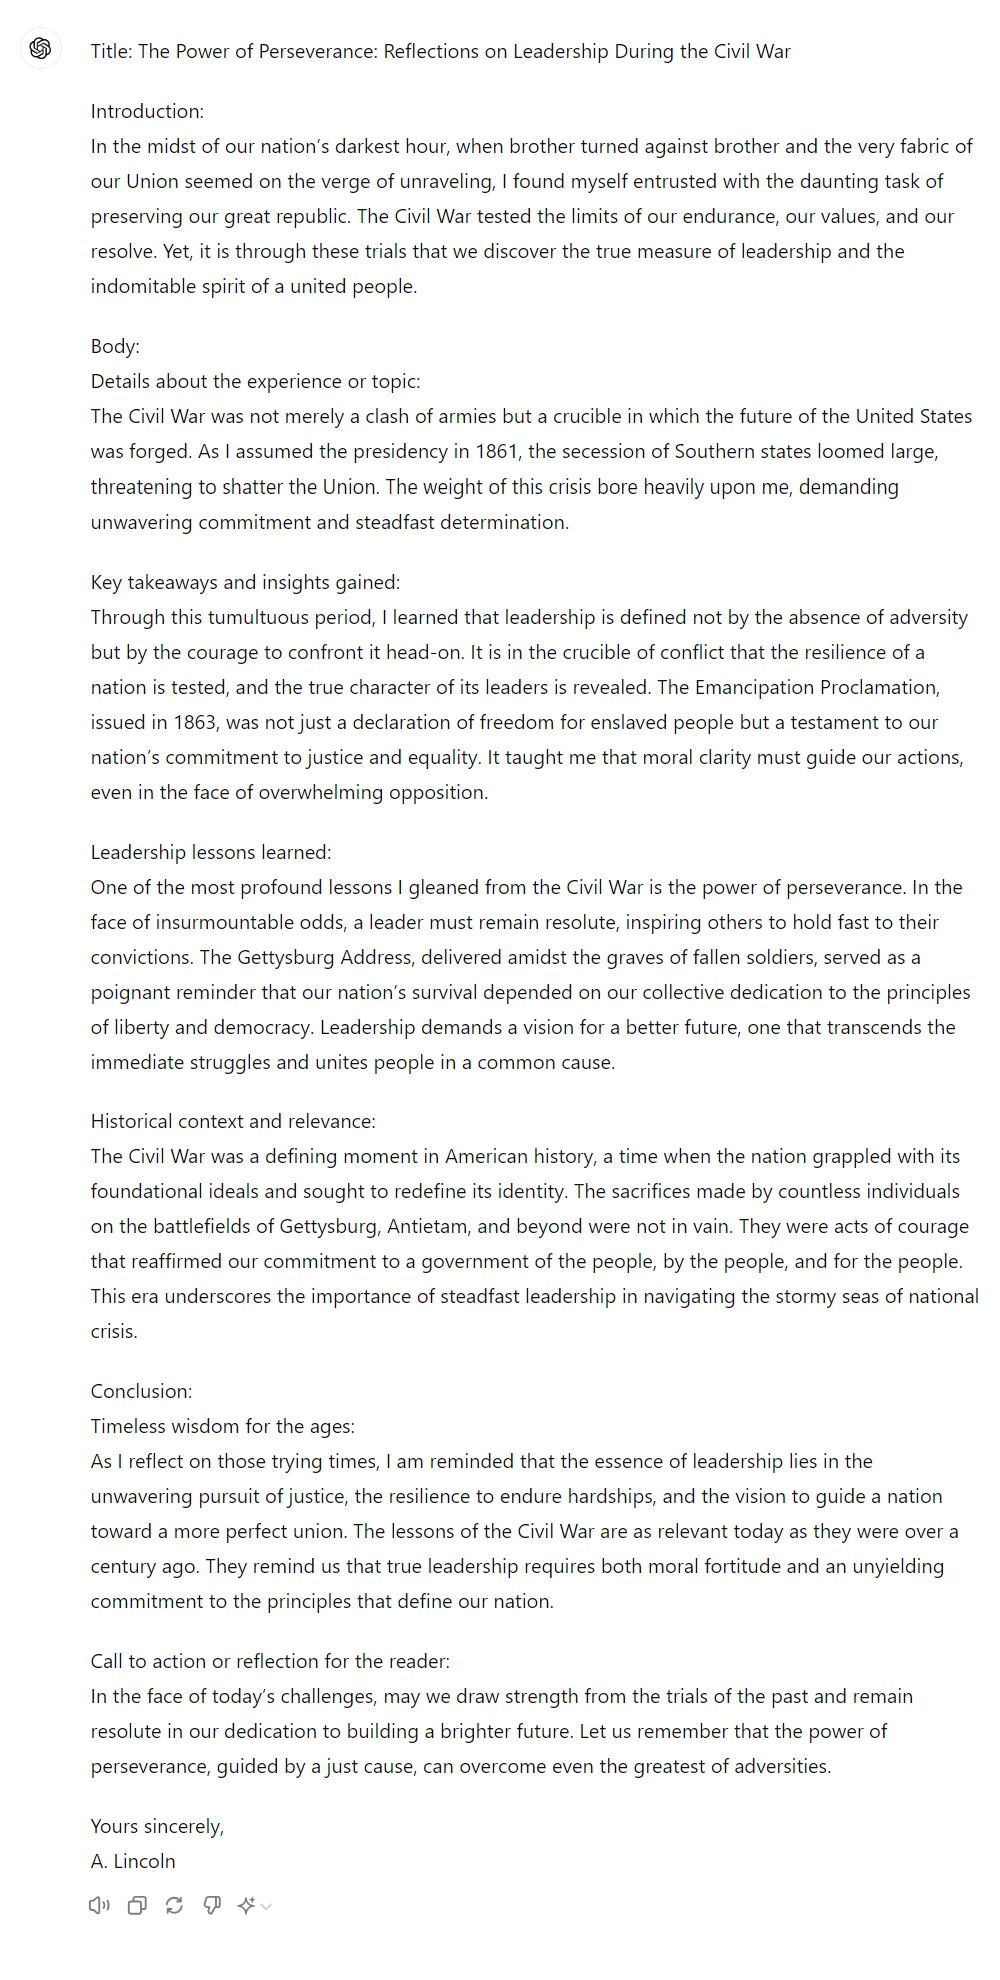 Title: The Power of Perseverance: Reflections on Leadership During the Civil War
Introduction:
In the midst of our nation's darkest hour, when brother turned against brother and the very fabric of
our Union seemed on the verge of unraveling, I found myself entrusted with the daunting task of
preserving our great republic. The Civil War tested the limits of our endurance, our values, and our
resolve. Yet, it is through these trials that we discover the true measure of leadership and the
indomitable spirit of a united people.
Body:
Details about the experience or topic:
The Civil War was not merely a clash of armies but a crucible in which the future of the United States
was forged. As I assumed the presidency in 1861, the secession of Southern states loomed large,
threatening to shatter the Union. The weight of this crisis bore heavily upon me, demanding
unwavering commitment and steadfast determination.
Key takeaways and insights gained:
Through this tumultuous period, I learned that leadership is defined not by the absence of adversity
but by the courage to confront it head-on. It is in the crucible of conflict that the resilience of a
nation is tested, and the true character of its leaders is revealed. The Emancipation Proclamation,
issued in 1863, was not just a declaration of freedom for enslaved people but a testament to our
nation's commitment to justice and equality. It taught me that moral clarity must guide our actions,
even in the face of overwhelming opposition.
Leadership lessons learned:
One of the most profound lessons I gleaned from the Civil War is the power of perseverance. In the
face of insurmountable odds, a leader must remain resolute, inspiring others to hold fast to their
convictions. The Gettysburg Address, delivered amidst the graves of fallen soldiers, served as a
poignant reminder that our nation's survival depended on our collective dedication to the principles
of liberty and democracy. Leadership demands a vision for a better future, one that transcends the
immediate struggles and unites people in a common cause.
Historical context and relevance:
The Civil War was a defining moment in American history, a time when the nation grappled with its
foundational ideals and sought to redefine its identity. The sacrifices made by countless individuals
on the battlefields of Gettysburg, Antietam, and beyond were not in vain. They were acts of courage
that reaffirmed our commitment to a government of the people, by the people, and for the people.
This era underscores the importance of steadfast leadership in navigating the stormy seas of national
crisis.
Conclusion:
Timeless wisdom for the ages:
As I reflect on those trying times, I am reminded that the essence of leadership lies in the
unwavering pursuit of justice, the resilience to endure hardships, and the vision to guide a nation
toward a more perfect union. The lessons of the Civil War are as relevant today as they were over a
century ago. They remind us that true leadership requires both moral fortitude and an unyielding
commitment to the principles that define our nation.
Call to action or reflection for the reader:
In the face of today's challenges, may we draw strength from the trials of the past and remain
resolute in our dedication to building a brighter future. Let us remember that the power of
perseverance, guided by a just cause, can overcome even the greatest of adversities.
Yours sincerely,
A. Lincoln